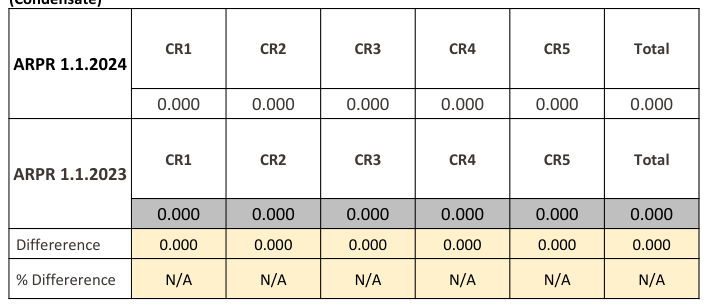 (Condensate)
ARPR 1.1.2024 CR1 CR2 CR3 CR4 CR5 Total
0.000 0.000 0.000 0.000 0.000 0.000
ARPR 1.1.2023 CR1 CR2 CR3 CR4 CR5 Total
0.000 0.000 0.000 0.000 0.000 0.000
Differerence 0.000 0.000 0.000 0.000 0.000 0.000
% Differerence N/A N/A N/A N/A N/A N/A